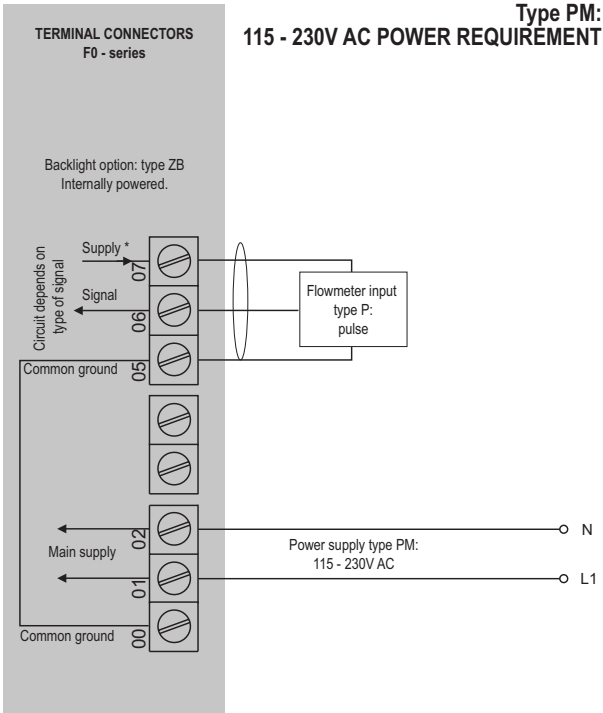 Type PM:
115 - 230V AC POWER REQUIREMENT
TERMINAL CONNECTORS
F0 - series
Backlight option: type ZB
Internally powered.
Circuit depends on
type of signal
Supply *
07
Signal
06
Common ground
05
Flowmeter input
type P:
pulse
02
Main supply
01
Power supply type PM:
115 - 230V AC
N
L1
Common ground
00